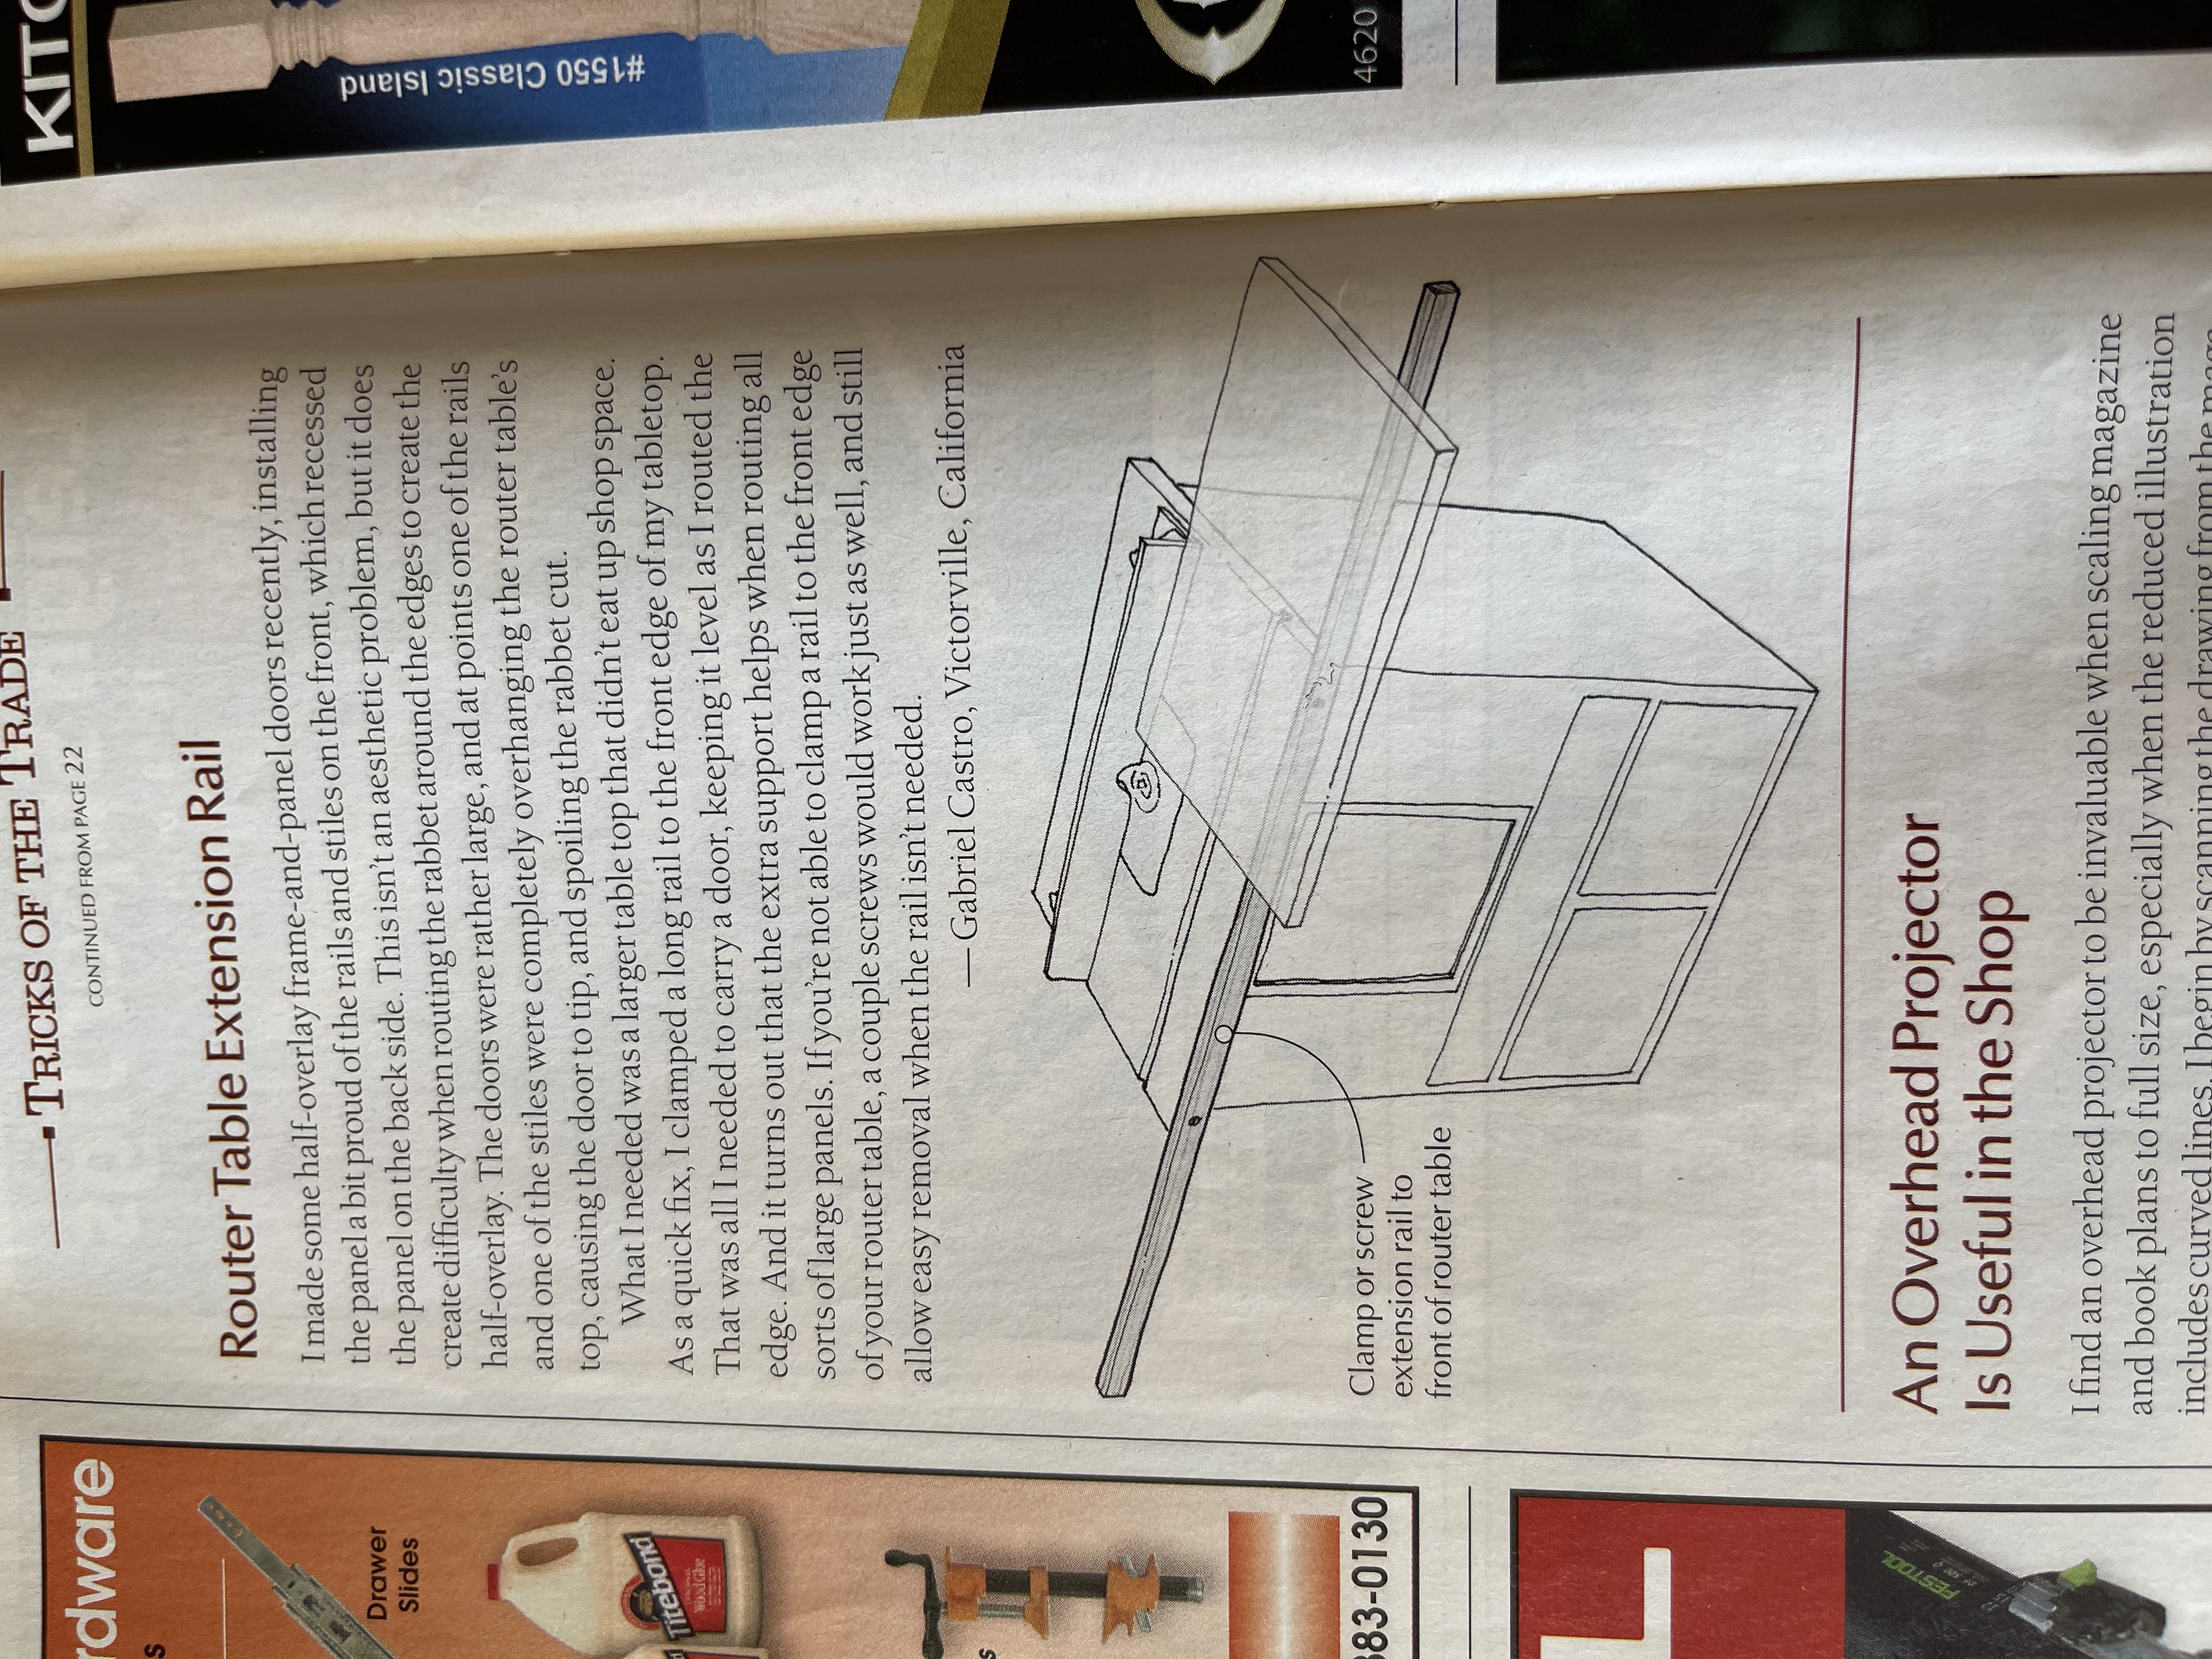 TRICKS OF THE TRADE
CONTINUED FROM PAGE 22
Router Table Extension Rail
I made some half-overlay frame-and-panel doors recently, installing
the panel a bit proud of the rails and stiles on the front, which recessed
the panel on the back side. This isn't an aesthetic problem, but it does
create difficulty when routing the rabbet around the edges to create the
half-overlay. The doors were rather large, and at points one of the rails
and one of the stiles were completely overhanging the router table's
top, causing the door to tip, and spoiling the rabbet cut.
What I needed was a larger table top that didn't eat up shop space.
As a quick fix, I clamped a long rail to the front edge of my tabletop.
That was all I needed to carry a door, keeping it level as I routed the
edge. And it turns out that the extra support helps when routing all
sorts of large panels. If you're not able to clamp a rail to the front edge
of your router table, a couple screws would work just as well, and still
allow easy removal when the rail isn't needed.
— Gabriel Castro, Victorville, California
Clamp or screw
extension rail to
front of router table
An Overhead Projector
Is Useful in the Shop
I find an overhead projector to be invaluable when scaling magazine
and book plans to full size, especially when the reduced illustration
includes curved lines. I begin by scanning the drawing from the maga-
rdware
s
Drawer
Slides
Titebond
Wood Glue
s
383-0130
FESTOOL
KITC
#1550 Classic Island
4620